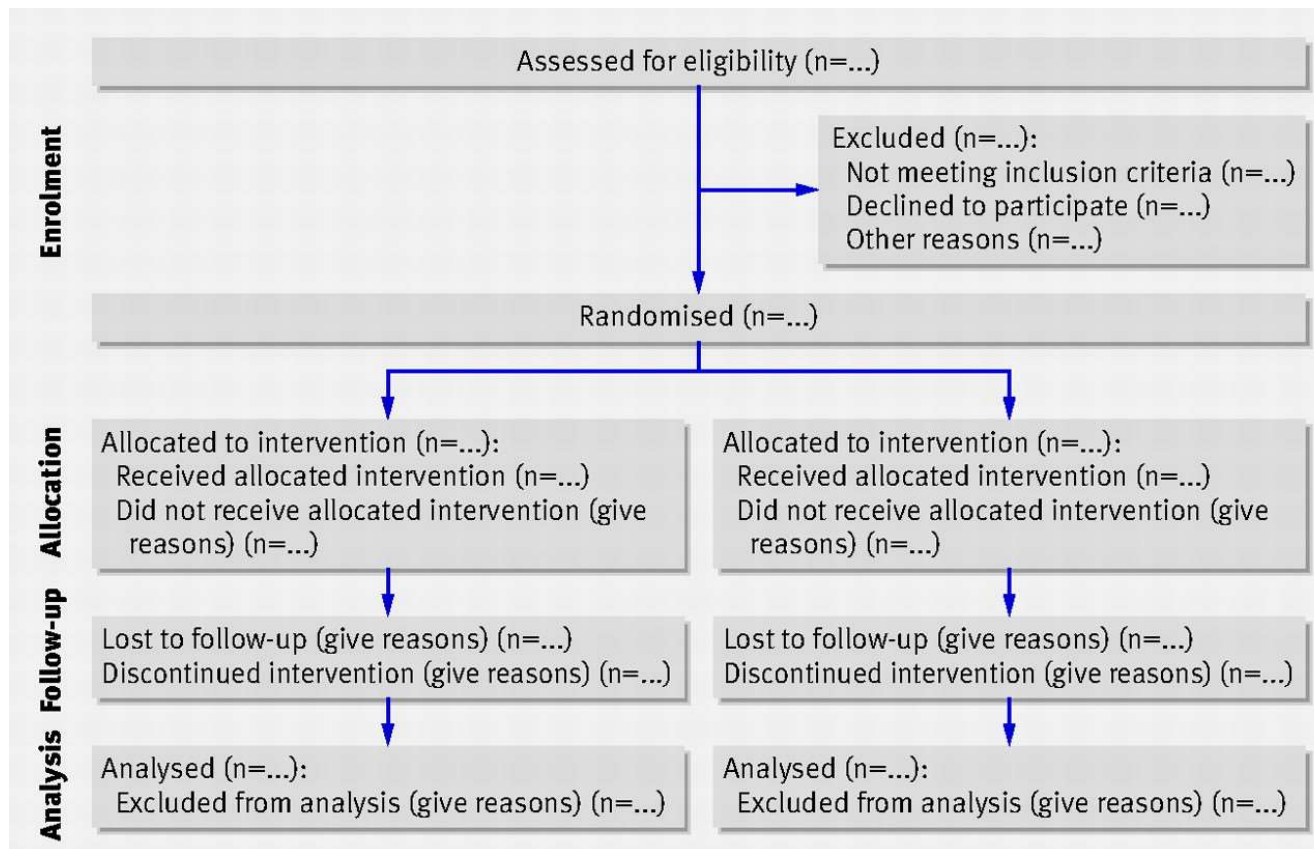 Assessed for eligibility (n=...)
Enrolment
Excluded (n=...):
Not meeting inclusion criteria (n=...)
Declined to participate (n=...)
Other reasons (n=...)
Randomised (n=...)
Allocation
Allocated to intervention (n=...):
Received allocated intervention (n=...)
Did not receive allocated intervention (give
reasons) (n=...)
Allocated to intervention (n=...):
Received allocated intervention (n=...)
Did not receive allocated intervention (give
reasons) (n=...)
Follow-up
Lost to follow-up (give reasons) (n=...)
Discontinued intervention (give reasons) (n=...)
Lost to follow-up (give reasons) (n=...)
Discontinued intervention (give reasons) (n=...)
Analysis
Analysed (n=...):
Excluded from analysis (give reasons) (n=...)
Analysed (n=...):
Excluded from analysis (give reasons) (n=...)